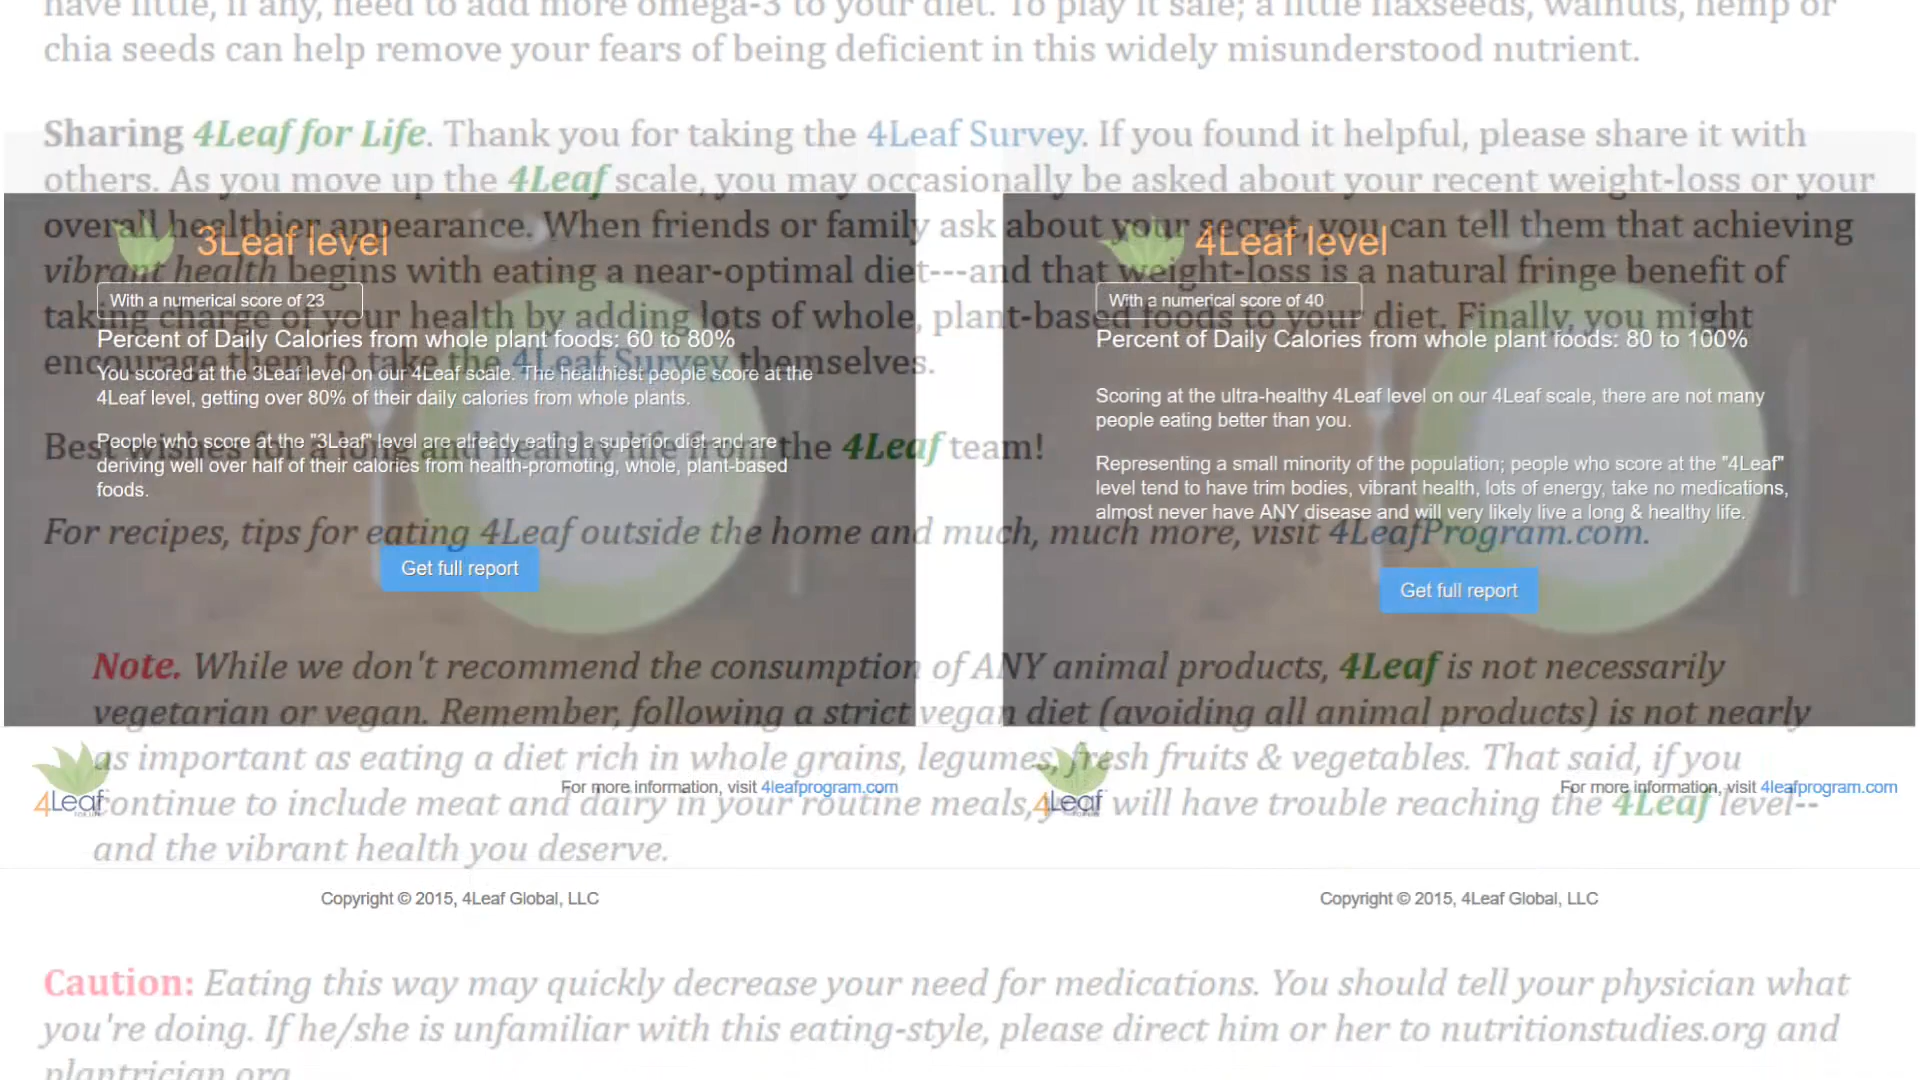 have little, if any, need to add more omega-3 to your diet. To play it safe; a little flaxseeds, walnuts, hemp or
chia seeds can help remove your fears of being deficient in this widely misunderstood nutrient.
Sharing 4Leaf for Life. Thank you for taking the 4Leaf Survey. If you found it helpful, please share it with
others. As you move up the 4Leaf scale, you may occasionally be asked about your recent weight-loss or your
overall healthier appearance. When friends or family ask about your secret, you can tell them that achieving
vibrant health begins with eating a near-optimal diet---and that weight-loss is a natural fringe benefit of
taking charge of your health by adding lots of whole, plant-based foods to your diet. Finally, you might
encourage them to take the 4Leaf Survey themselves.
Best wishes for a long and healthy life from the 4Leaf team!
For recipes, tips for eating 4Leaf outside the home and much, much more, visit 4LeafProgram.com.
Note. While we don't recommend the consumption of ANY animal products, 4Leaf is not necessarily
vegetarian or vegan. Remember, following a strict vegan diet (avoiding all animal products) is not nearly
as important as eating a diet rich in whole grains, legumes, fresh fruits & vegetables. That said, if you
continue to include meat and dairy in your routine meals, you will have trouble reaching the 4Leaf level--
and the vibrant health you deserve.
Caution: Eating this way may quickly decrease your need for medications. You should tell your physician what
you're doing. If he/she is unfamiliar with this eating-style, please direct him or her to nutritionstudies.org and
plantrician.org
3Leaf level
With a numerical score of 23
Percent of Daily Calories from whole plant foods: 60 to 80%
You scored at the 3Leaf level on our 4Leaf scale. The healthiest people score at the
4Leaf level, getting over 80% of their daily calories from whole plants.
People who score at the "3Leaf" level are already eating a superior diet and are
deriving well over half of their calories from health-promoting, whole, plant-based
foods.
Get full report
4Leaf
For more information, visit 4leafprogram.com
Copyright © 2015, 4Leaf Global, LLC
4Leaf level
With a numerical score of 40
Percent of Daily Calories from whole plant foods: 80 to 100%
Scoring at the ultra-healthy 4Leaf level on our 4Leaf scale, there are not many
people eating better than you.
Representing a small minority of the population; people who score at the "4Leaf"
level tend to have trim bodies, vibrant health, lots of energy, take no medications,
almost never have ANY disease and will very likely live a long & healthy life.
Get full report
4Leaf
For more information, visit 4leafprogram.com
Copyright © 2015, 4Leaf Global, LLC